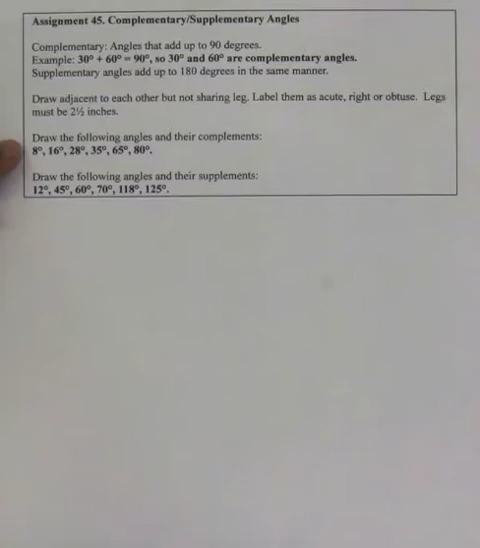 Assignment 45. Complementary/Supplementary Angles
Complementary: Angles that add up to 90 degrees.
Example: 30° + 60° = 90°, so 30° and 60° are complementary angles.
Supplementary angles add up to 180 degrees in the same manner.
Draw adjacent to each other but not sharing leg. Label them as acute, right or obtuse. Legs
must be 2½ inches.
Draw the following angles and their complements:
8°, 16°, 28°, 35°, 65°, 80°.
Draw the following angles and their supplements:
12°, 45°, 60°, 70°, 118°, 125°.